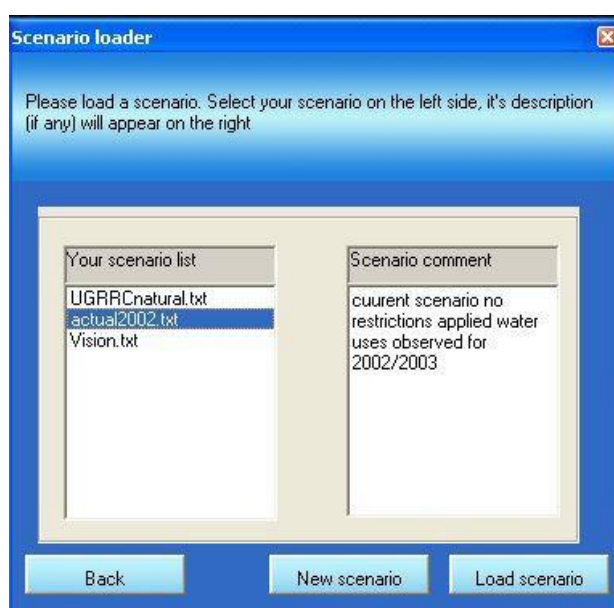 Scenario loader
Please load a scenario. Select your scenario on the left side, it's description
(if any) will appear on the right
Your scenario list
UGRRCnatural.txt
actual2002.txt
Vision.txt
Scenario comment
cuurent scenario no
restrictions applied water
uses observed for
2002/2003
Back
New scenario
Load scenario